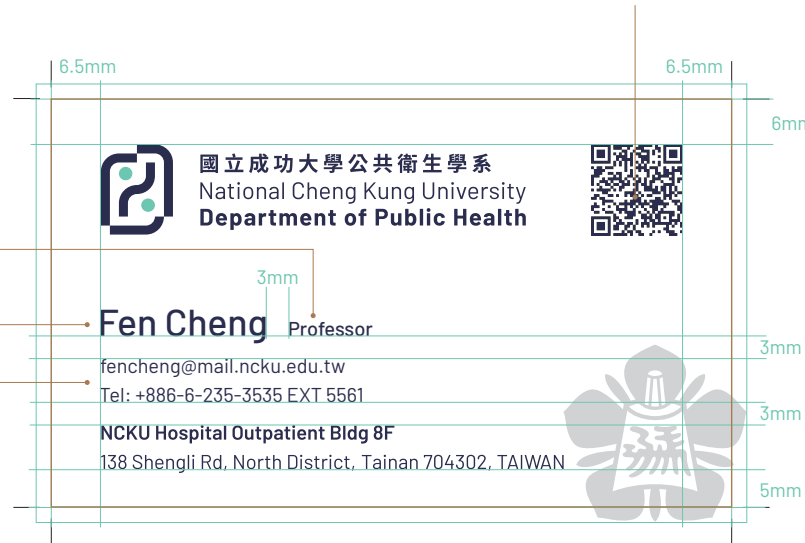 6.5mm
6.5mm
國立成功大學公共衛生學系
National Cheng Kung University
Department of Public Health
3mm
Fen Cheng Professor
3mm
fencheng@mail.ncku.edu.tw
Tel: +886-6-235-3535 EXT 5561
3mm
NCKU Hospital Outpatient Bldg 8F
138 Shengli Rd, North District, Tainan 704302, TAIWAN
5mm